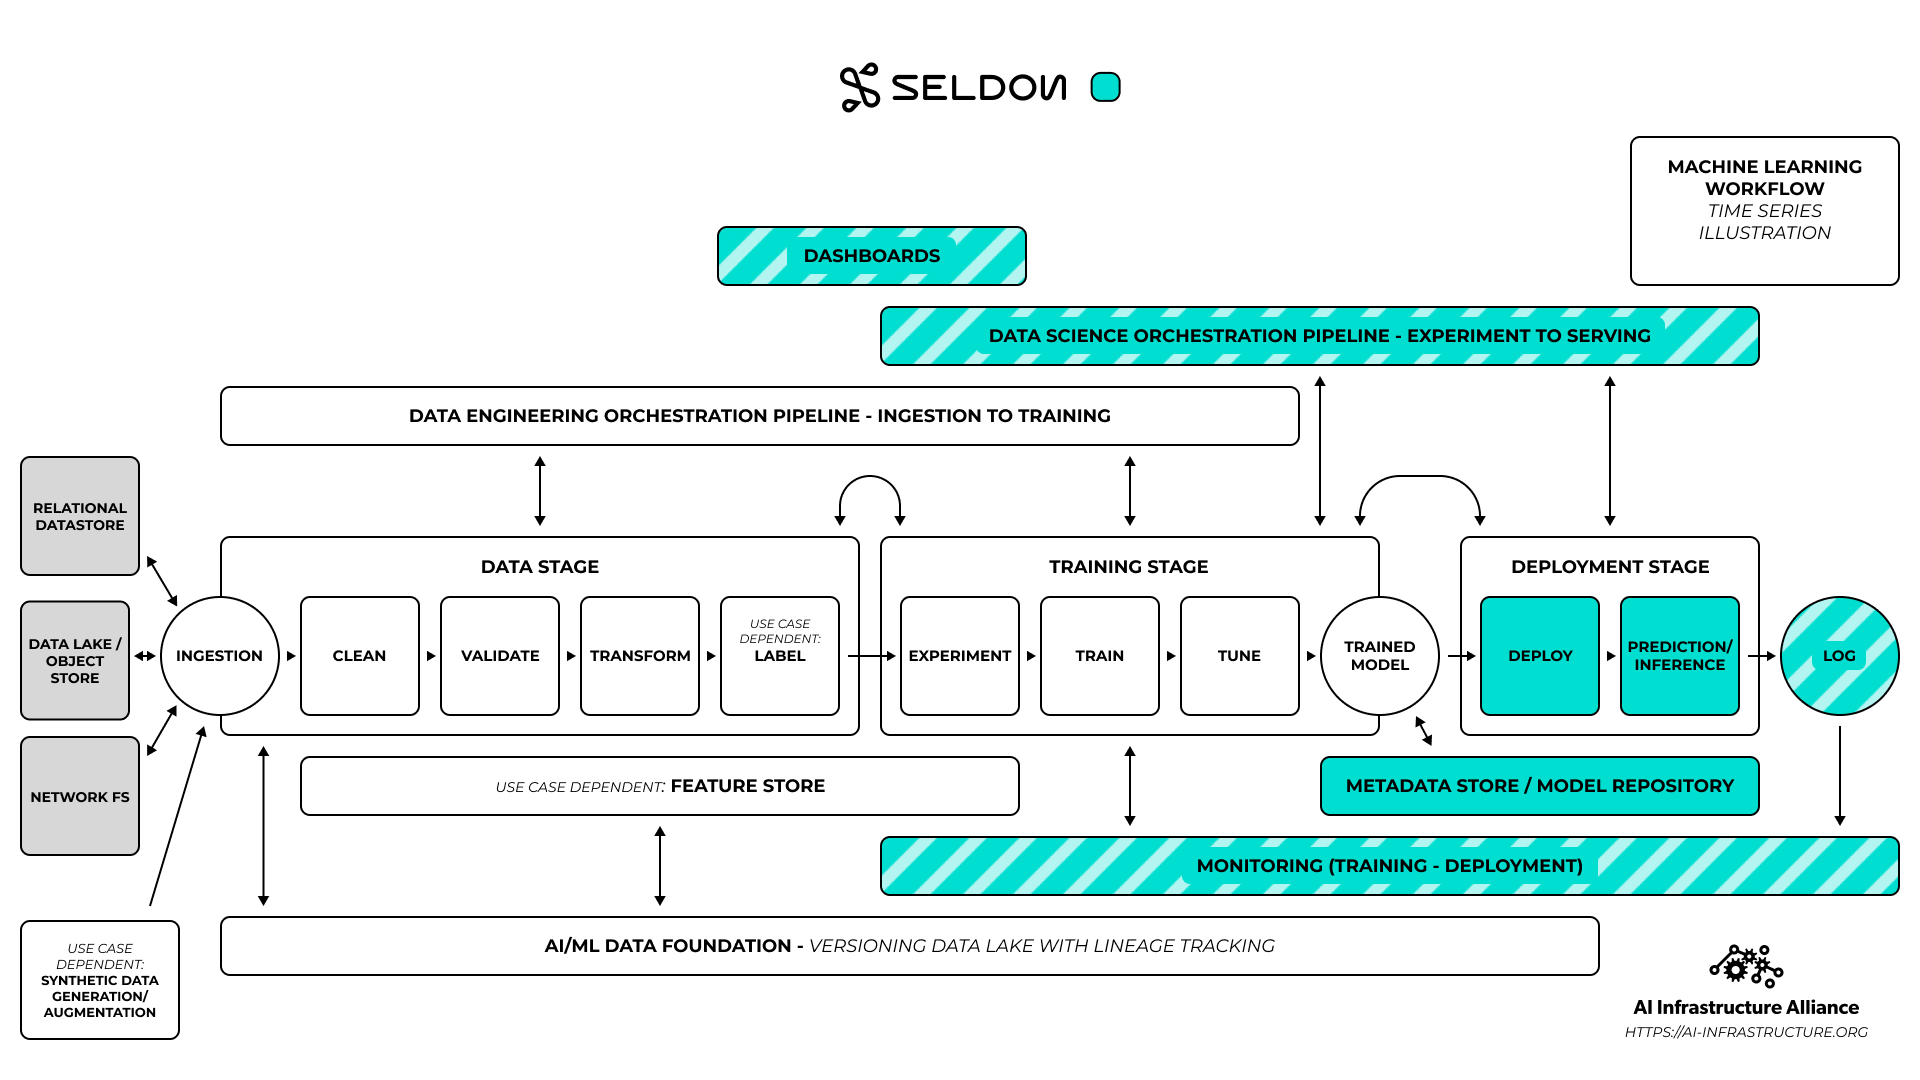 SELDON
MACHINE LEARNING
WORKFLOW
TIME SERIES
ILLUSTRATION
DASHBOARDS
DATA SCIENCE ORCHESTRATION PIPELINE - EXPERIMENT TO SERVING
DATA ENGINEERING ORCHESTRATION PIPELINE - INGESTION TO TRAINING
RELATIONAL
DATASTORE
DATA LAKE /
OBJECT
STORE
NETWORK FS
INGESTION
DATA STAGE
CLEAN
VALIDATE
TRANSFORM
USE CASE
DEPENDENT:
LABEL
TRAINING STAGE
EXPERIMENT
TRAIN
TUNE
TRAINED
MODEL
DEPLOYMENT STAGE
DEPLOY
PREDICTION/
INFERENCE
LOG
USE CASE DEPENDENT: FEATURE STORE
METADATA STORE / MODEL REPOSITORY
MONITORING (TRAINING - DEPLOYMENT)
AI/ML DATA FOUNDATION - VERSIONING DATA LAKE WITH LINEAGE TRACKING
USE CASE
DEPENDENT:
SYNTHETIC DATA
GENERATION/
AUGMENTATION
AI Infrastructure Alliance
HTTPS://AI-INFRASTRUCTURE.ORG